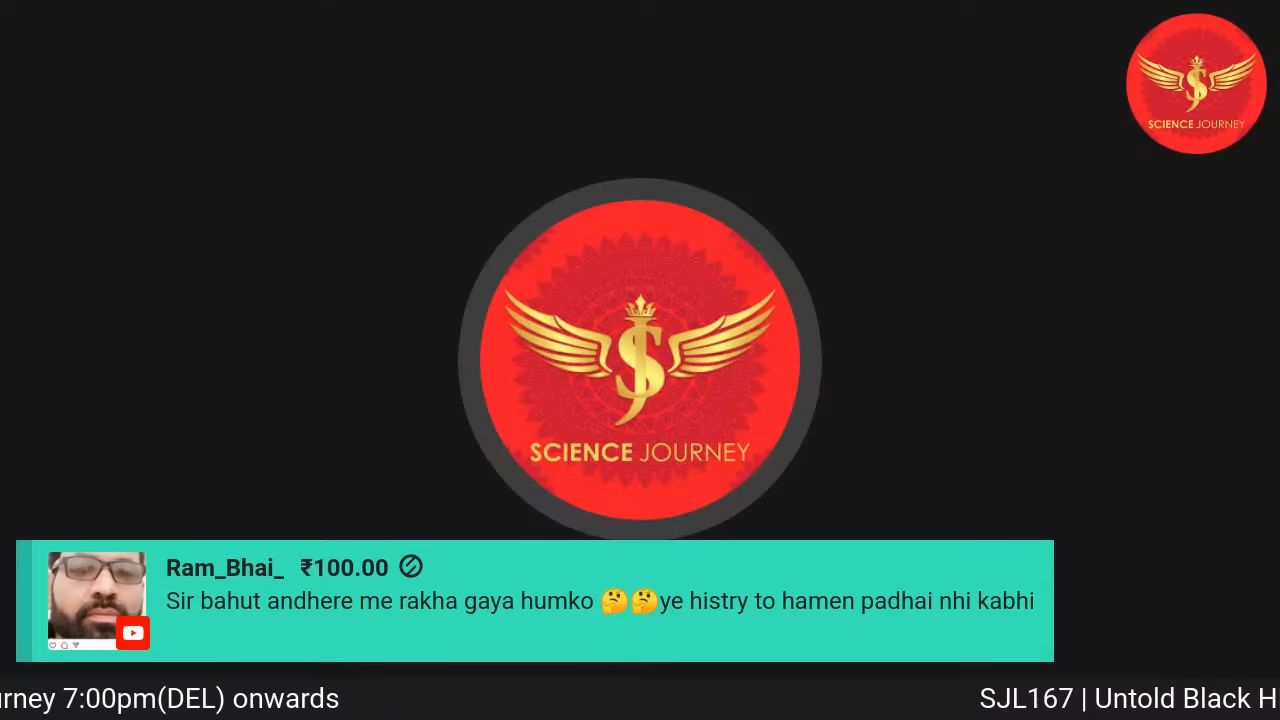 SCIENCE JOURNEY
SCIENCE JOURNEY
Ram_Bhai_ ₹100.00
Sir bahut andhere me rakha gaya humko 🤔🤔ye histry to hamen padhai nhi kabhi
urney 7:00pm(DEL) onwards
SJL167 | Untold Black H